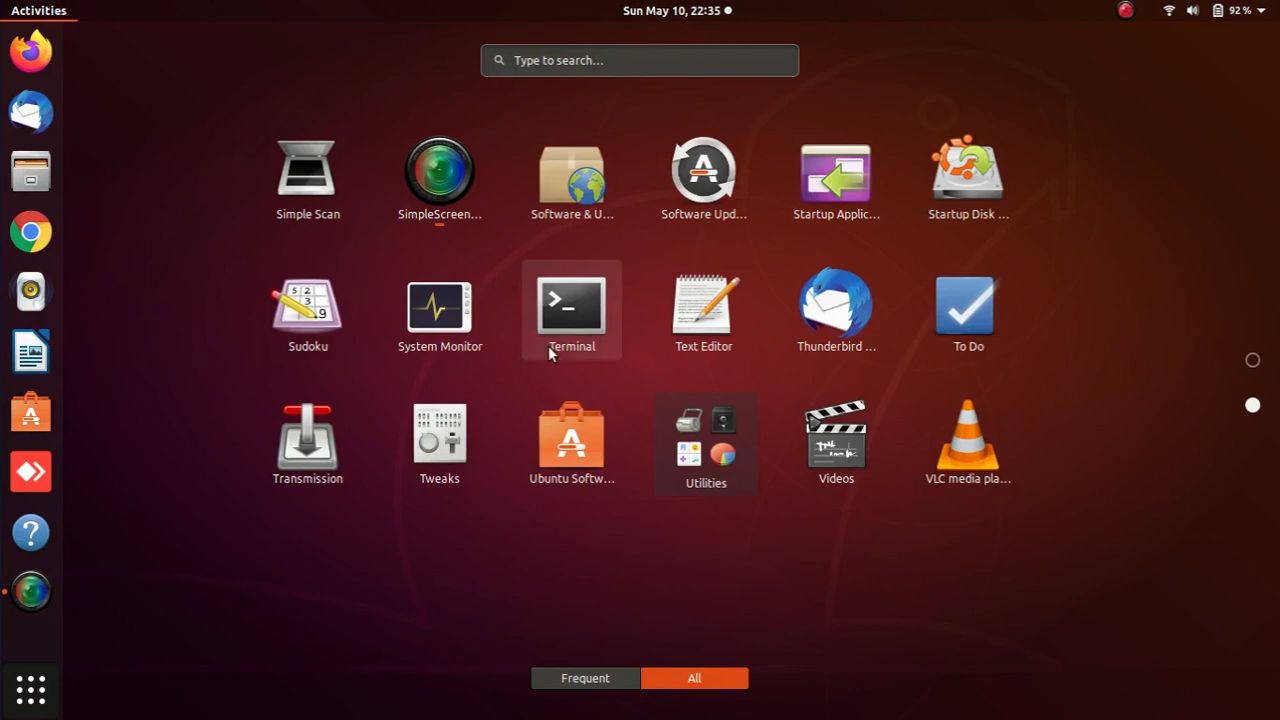 Activities
Sun May 10, 22:35
92 %
Type to search...
Simple Scan
SimpleScreen...
Software & U...
Software Upd...
Startup Applic...
Startup Disk ...
Sudoku
System Monitor
Terminal
Text Editor
Thunderbird ...
To Do
Transmission
Tweaks
Ubuntu Softw...
Utilities
Videos
VLC media pla...
Frequent
All